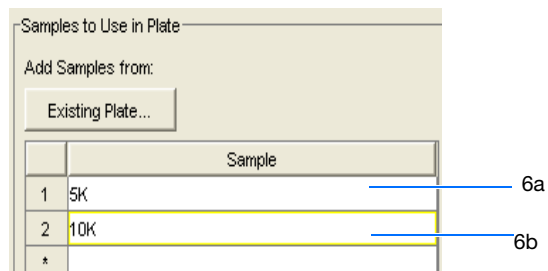 Samples to Use in Plate
Add Samples from:
Existing Plate...
Sample
1 5K 6a
2 10K 6b
*